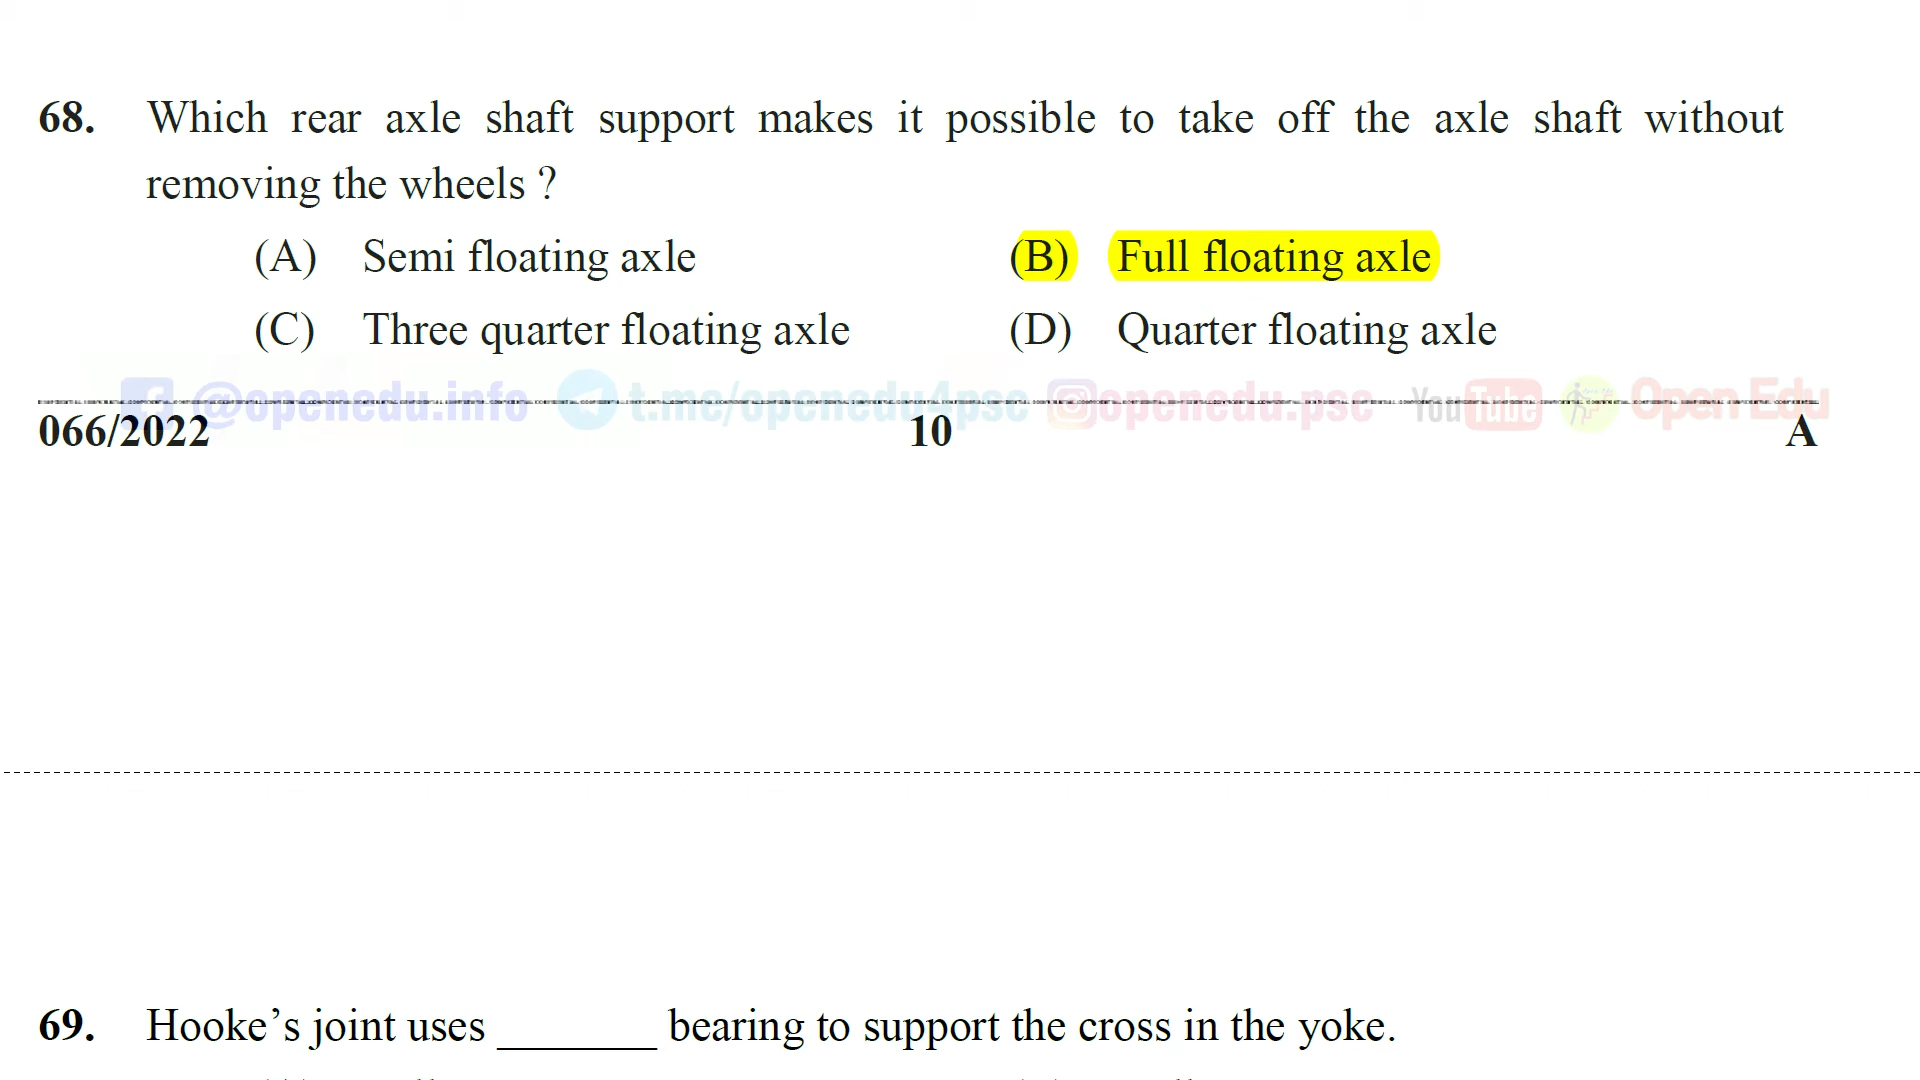 68. Which rear axle shaft support makes it possible to take off the axle shaft without
removing the wheels ?
(A) Semi floating axle (B) Full floating axle
(C) Three quarter floating axle (D) Quarter floating axle
@openedu.info t.me/openedu4psc openedu.psc YouTube Open Edu
066/2022 10 A
69. Hooke’s joint uses _______ bearing to support the cross in the yoke.